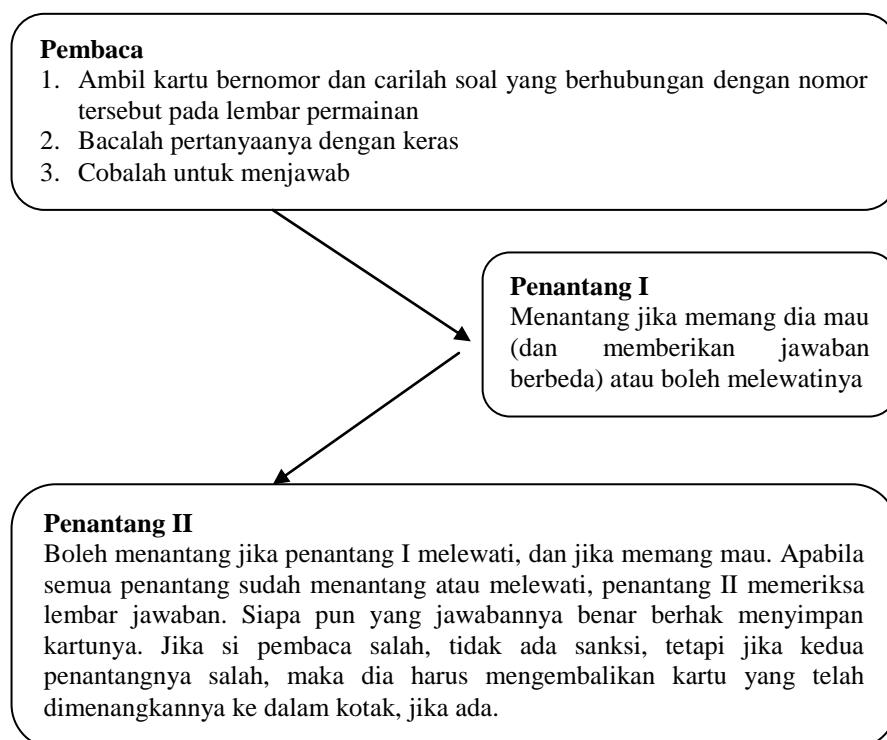 Pembaca
1. Ambil kartu bernomor dan carilah soal yang berhubungan dengan nomor
tersebut pada lembar permainan
2. Bacalah pertanyaanya dengan keras
3. Cobalah untuk menjawab
Penantang I
Menantang jika memang dia mau
(dan memberikan jawaban
berbeda) atau boleh melewatinya
Penantang II
Boleh menantang jika penantang I melewati, dan jika memang mau. Apabila
semua penantang sudah menantang atau melewati, penantang II memeriksa
lembar jawaban. Siapa pun yang jawabannya benar berhak menyimpan
kartunya. Jika si pembaca salah, tidak ada sanksi, tetapi jika kedua
penantangnya salah, maka dia harus mengembalikan kartu yang telah
dimenangkannya ke dalam kotak, jika ada.